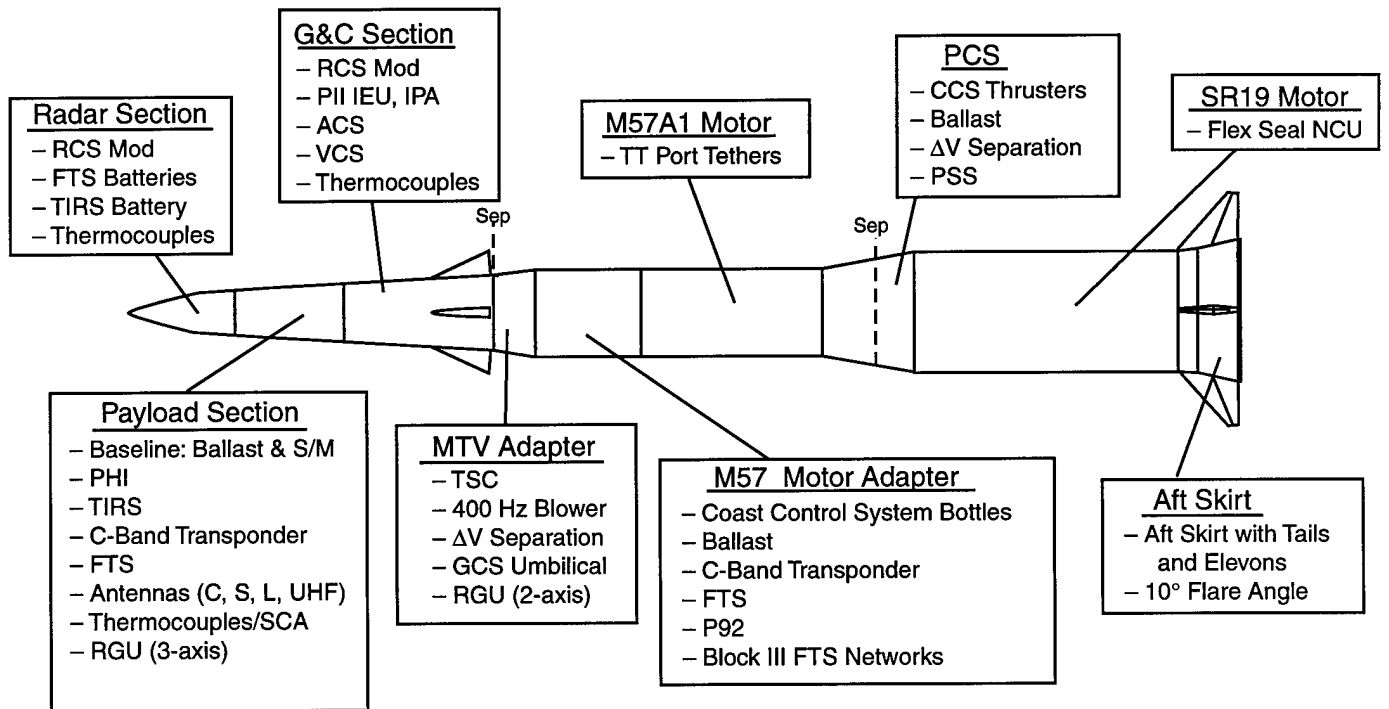 G&C Section
– RCS Mod
– PII IEU, IPA
– ACS
– VCS
– Thermocouples
Radar Section
– RCS Mod
– FTS Batteries
– TIRS Battery
– Thermocouples
M57A1 Motor
– TT Port Tethers
PCS
– CCS Thrusters
– Ballast
– ΔV Separation
– PSS
SR19 Motor
– Flex Seal NCU
Sep
Sep
Payload Section
– Baseline: Ballast & S/M
– PHI
– TIRS
– C-Band Transponder
– FTS
– Antennas (C, S, L, UHF)
– Thermocouples/SCA
– RGU (3-axis)
MTV Adapter
– TSC
– 400 Hz Blower
– ΔV Separation
– GCS Umbilical
– RGU (2-axis)
M57 Motor Adapter
– Coast Control System Bottles
– Ballast
– C-Band Transponder
– FTS
– P92
– Block III FTS Networks
Aft Skirt
– Aft Skirt with Tails
and Elevons
– 10° Flare Angle